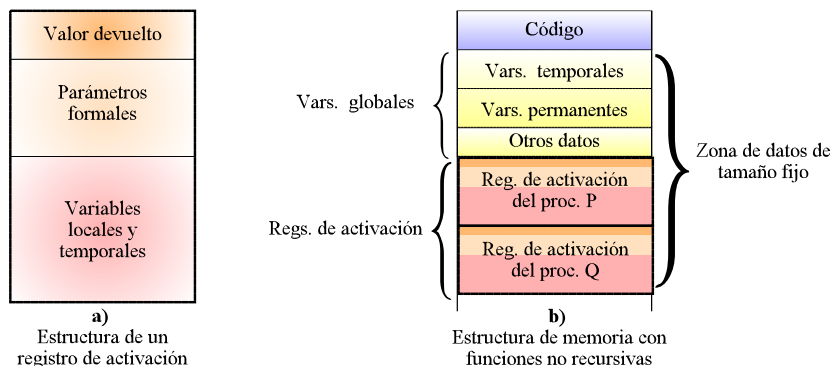 Valor devuelto
Parámetros
formales
Variables
locales y
temporales
a)
Estructura de un
registro de activación
Código
Vars. temporales
Vars. globales
Vars. permanentes
Otros datos
Zona de datos de
tamaño fijo
Reg. de activación
del proc. P
Regs. de activación
Reg. de activación
del proc. Q
b)
Estructura de memoria con
funciones no recursivas